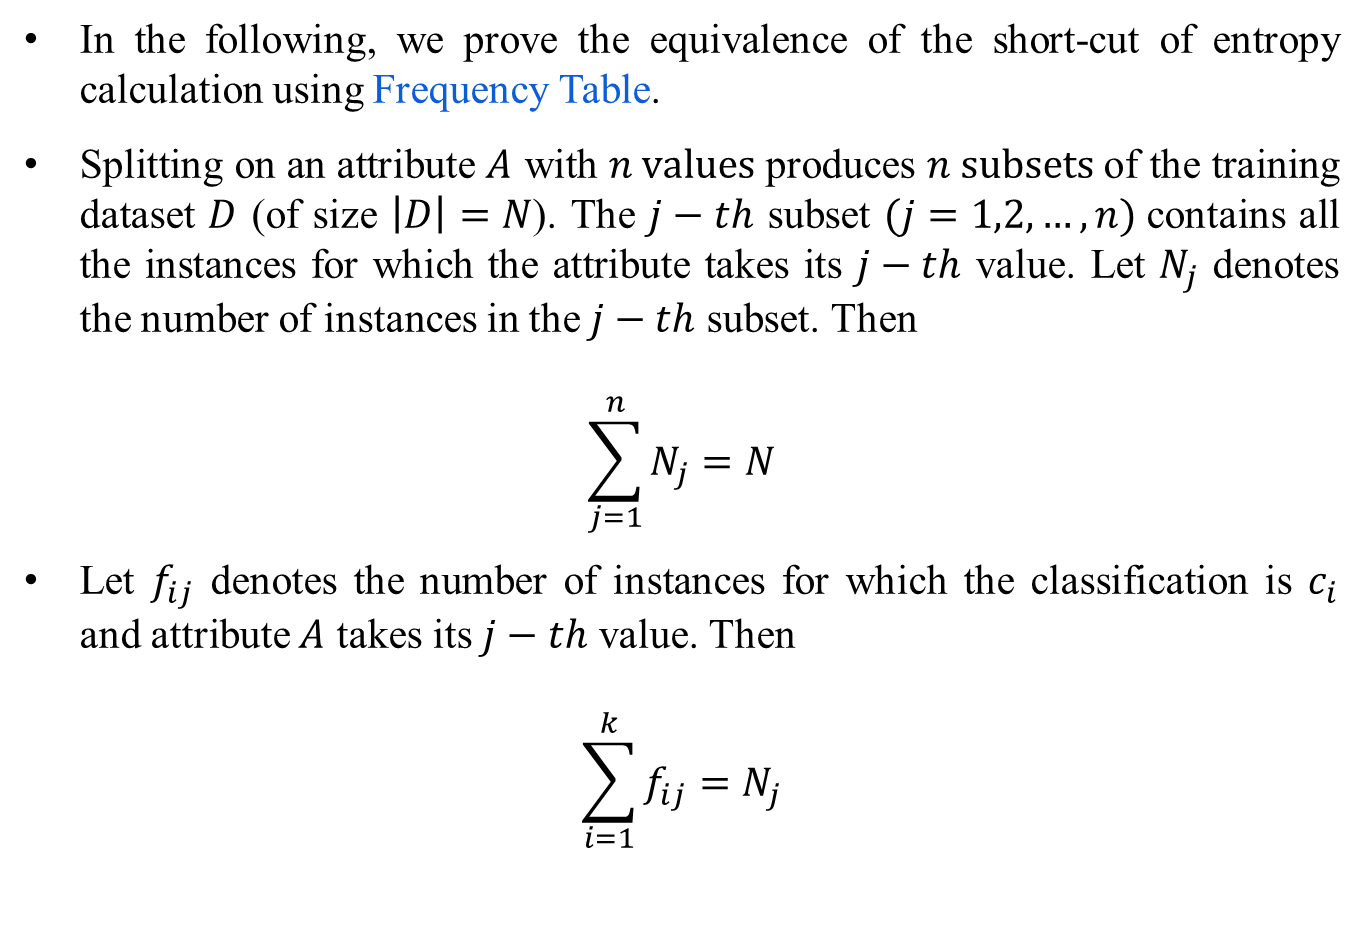 • In the following, we prove the equivalence of the short-cut of entropy
calculation using Frequency Table.
• Splitting on an attribute A with n values produces n subsets of the training
dataset D (of size |D| = N). The j − th subset (j = 1,2, … , n) contains all
the instances for which the attribute takes its j − th value. Let N_j denotes
the number of instances in the j − th subset. Then
n
∑ N_j = N
j=1
• Let f_ij denotes the number of instances for which the classification is c_i
and attribute A takes its j − th value. Then
k
∑ f_ij = N_j
i=1